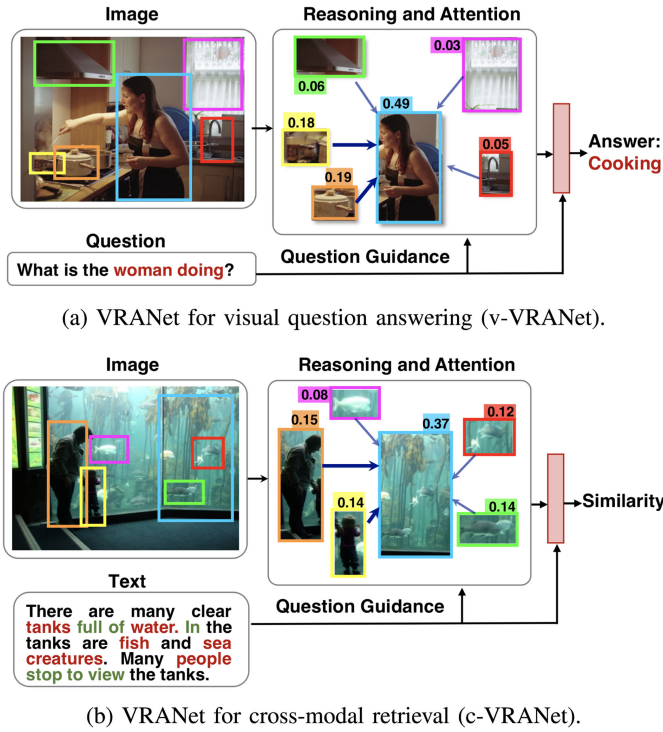 Image
Reasoning and Attention
0.03
0.06
0.49
0.18
0.05
0.19
Answer:
Cooking
Question
What is the woman doing?
Question Guidance
(a) VRANet for visual question answering (v-VRANet).
Image
Reasoning and Attention
0.08
0.15
0.37
0.12
0.14
0.14
Similarity
Text
There are many clear
tanks full of water. In the
tanks are fish and sea
creatures. Many people
stop to view the tanks.
Question Guidance
(b) VRANet for cross-modal retrieval (c-VRANet).